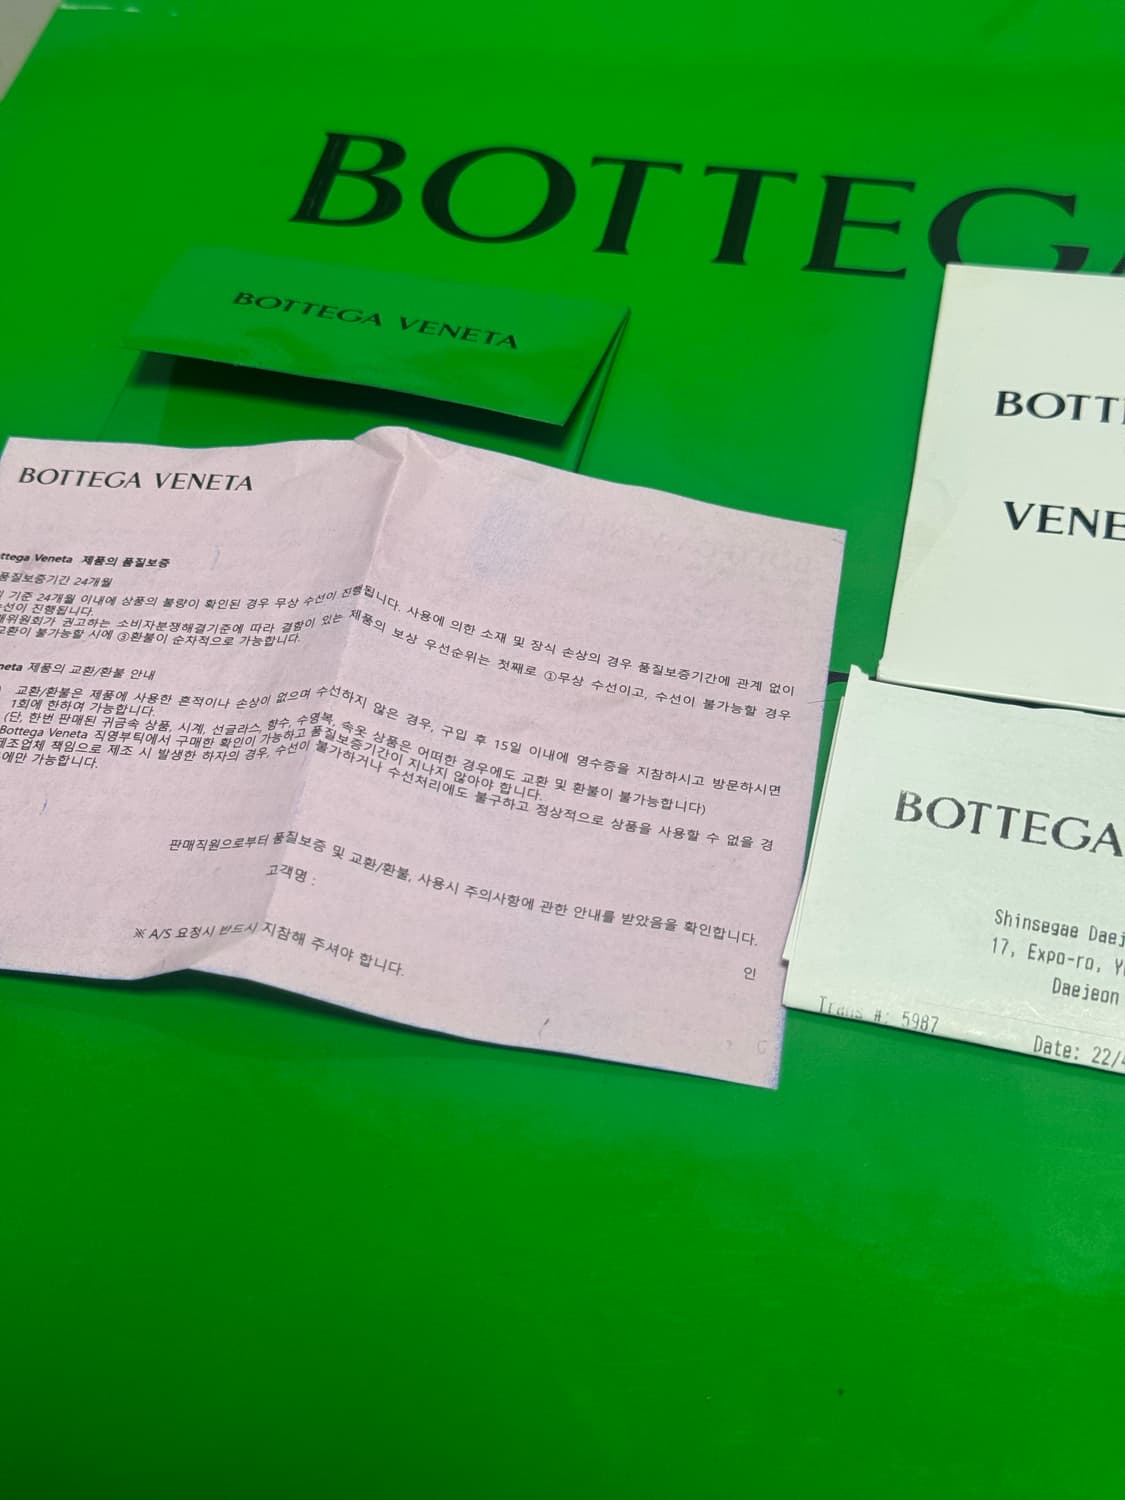 BOTTEGA
BOTTEGA VENETA
BOTT
VENE
BOTTEGA VENETA
ttega Veneta 제품의 품질보증
품질보증기간 24개월
기준 24개월 이내에 상품의 불량이 확인된 경우 무상 수선이 진행됩니다. 사용에 의한 소재 및 장식 손상의 경우 품질보증기간에 관계 없이
수선이 진행됩니다.
위원회가 권고하는 소비자분쟁해결기준에 따라 결함이 있는 제품의 보상 우선순위는 첫째로 ①무상 수선이고, 수선이 불가능할 경우
교환이 불가능할 시에 ③환불이 순차적으로 가능합니다.
neta 제품의 교환/환불 안내
) 교환/환불은 제품에 사용한 흔적이나 손상이 없으며 수선하지 않은 경우, 구입 후 15일 이내에 영수증을 지참하시고 방문하시면
1회에 한하여 가능합니다.
(단, 한번 판매된 귀금속 상품, 시계, 선글라스, 향수, 수영복, 속옷 상품은 어떠한 경우에도 교환 및 환불이 불가능합니다)
Bottega Veneta 직영부틱에서 구매한 확인이 가능하고 품질보증기간이 지나지 않아야 합니다.
제조업체 책임으로 제조 시 발생한 하자의 경우, 수선이 불가하거나 수선처리에도 불구하고 정상적으로 상품을 사용할 수 없을 경
에만 가능합니다.
판매직원으로부터 품질보증 및 교환/환불, 사용시 주의사항에 관한 안내를 받았음을 확인합니다.
고객명 :
인
※ A/S 요청시 반드시 지참해 주셔야 합니다.
BOTTEGA
Shinsegae Daej
17, Expo-ro, Y
Daejeon
Trans #: 5987
Date: 22/